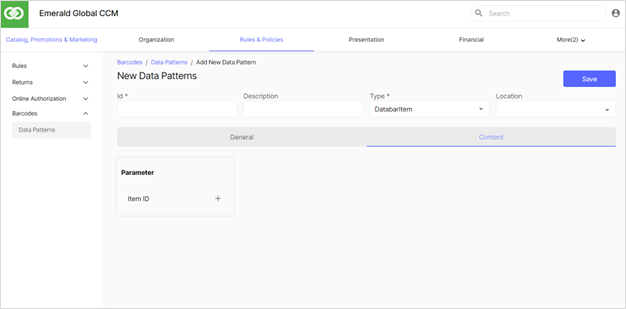 Emerald Global CCM
Search
Catalog, Promotions & Marketing
Organization
Rules & Policies
Presentation
Financial
More(2)
Rules
Returns
Online Authorization
Barcodes
Data Patterns
Barcodes / Data Patterns / Add New Data Pattern
New Data Patterns
Save
Id *
Description
Type *
Location
DatabarItem
General
Content
Parameter
Item ID